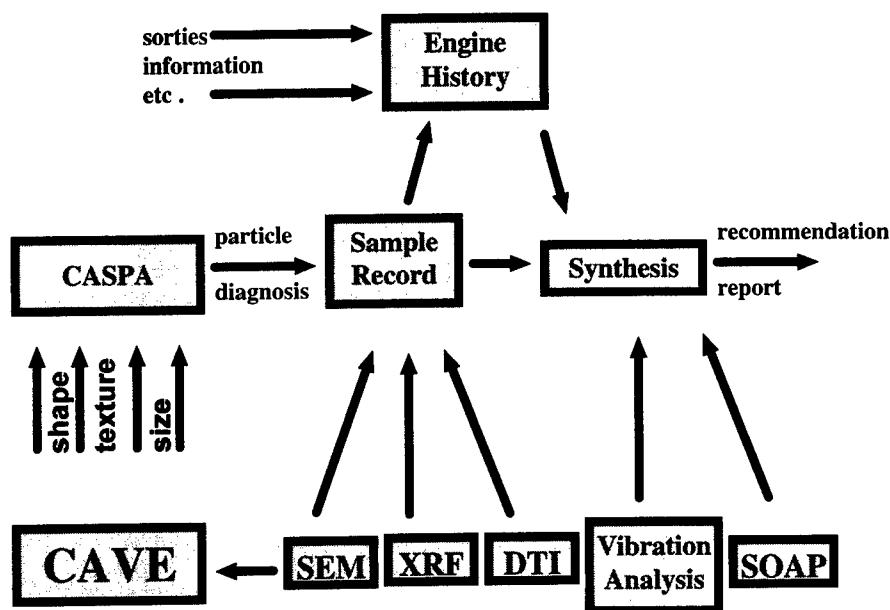 sorties
information
etc .
Engine
History
CASPA
particle
diagnosis
Sample
Record
Synthesis
recommendation
report
shape
texture
size
CAVE
SEM
XRF
DTI
Vibration
Analysis
SOAP